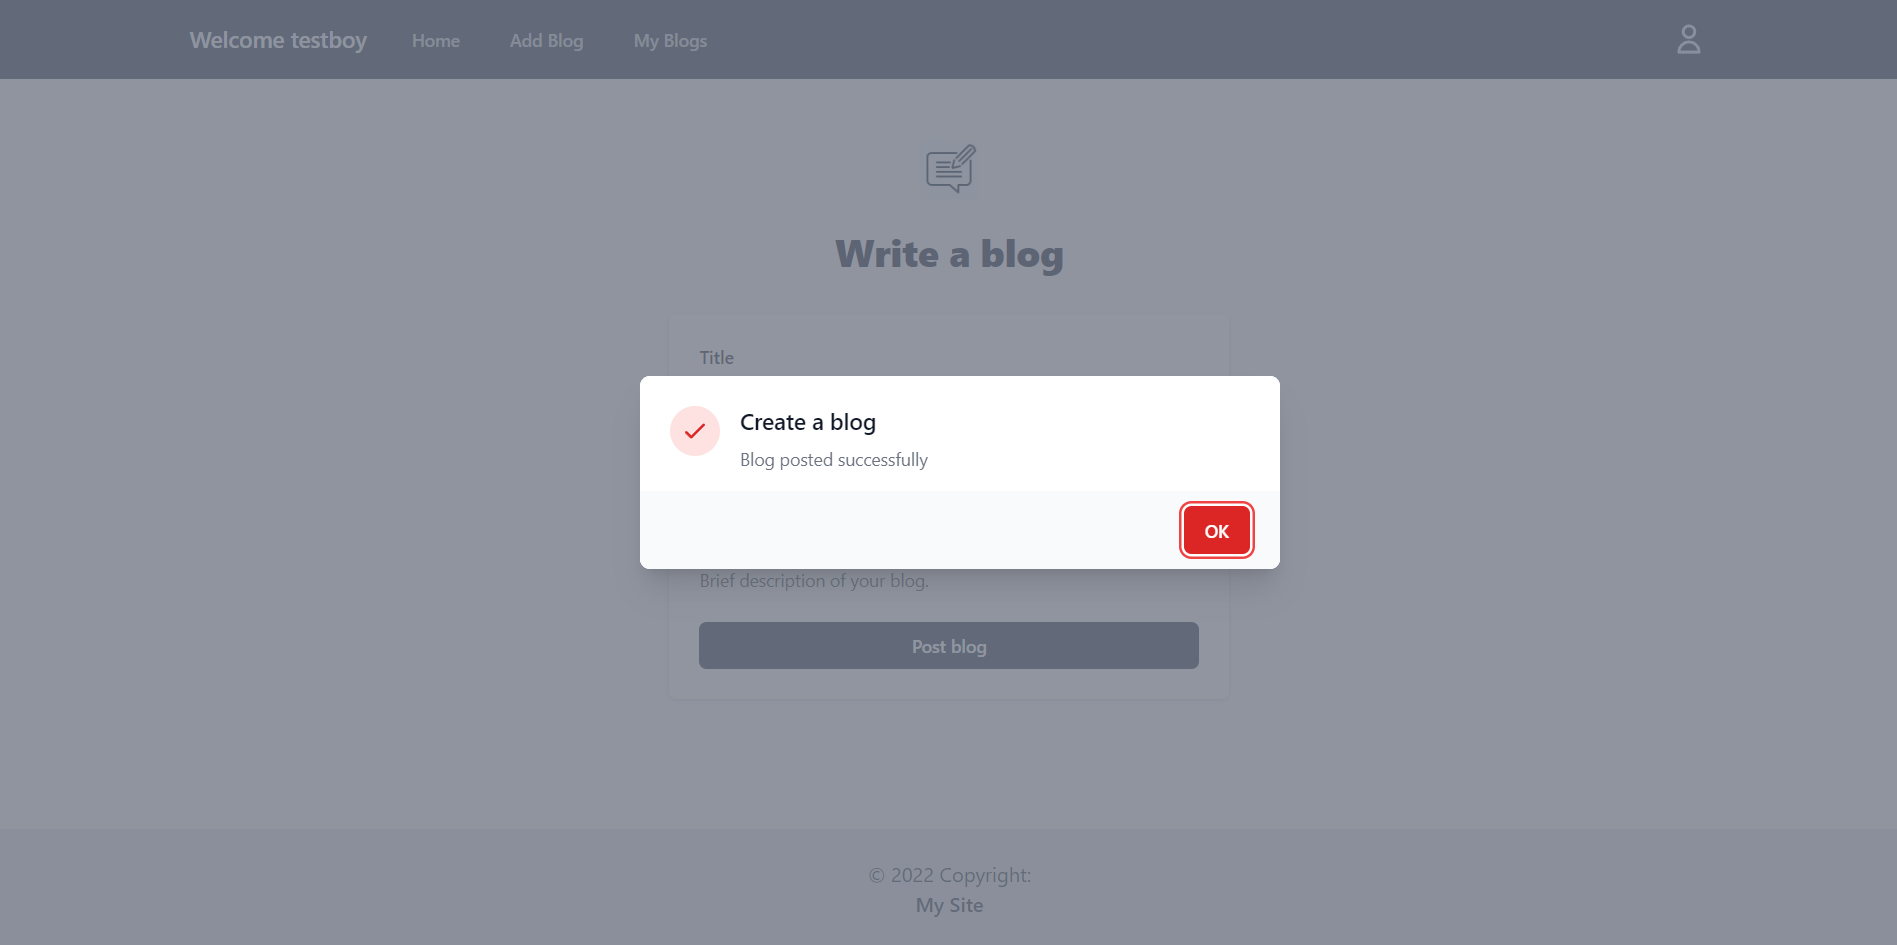 Welcome testboy Home Add Blog My Blogs
Write a blog
Title
Create a blog
Blog posted successfully
OK
Brief description of your blog.
Post blog
© 2022 Copyright:
My Site